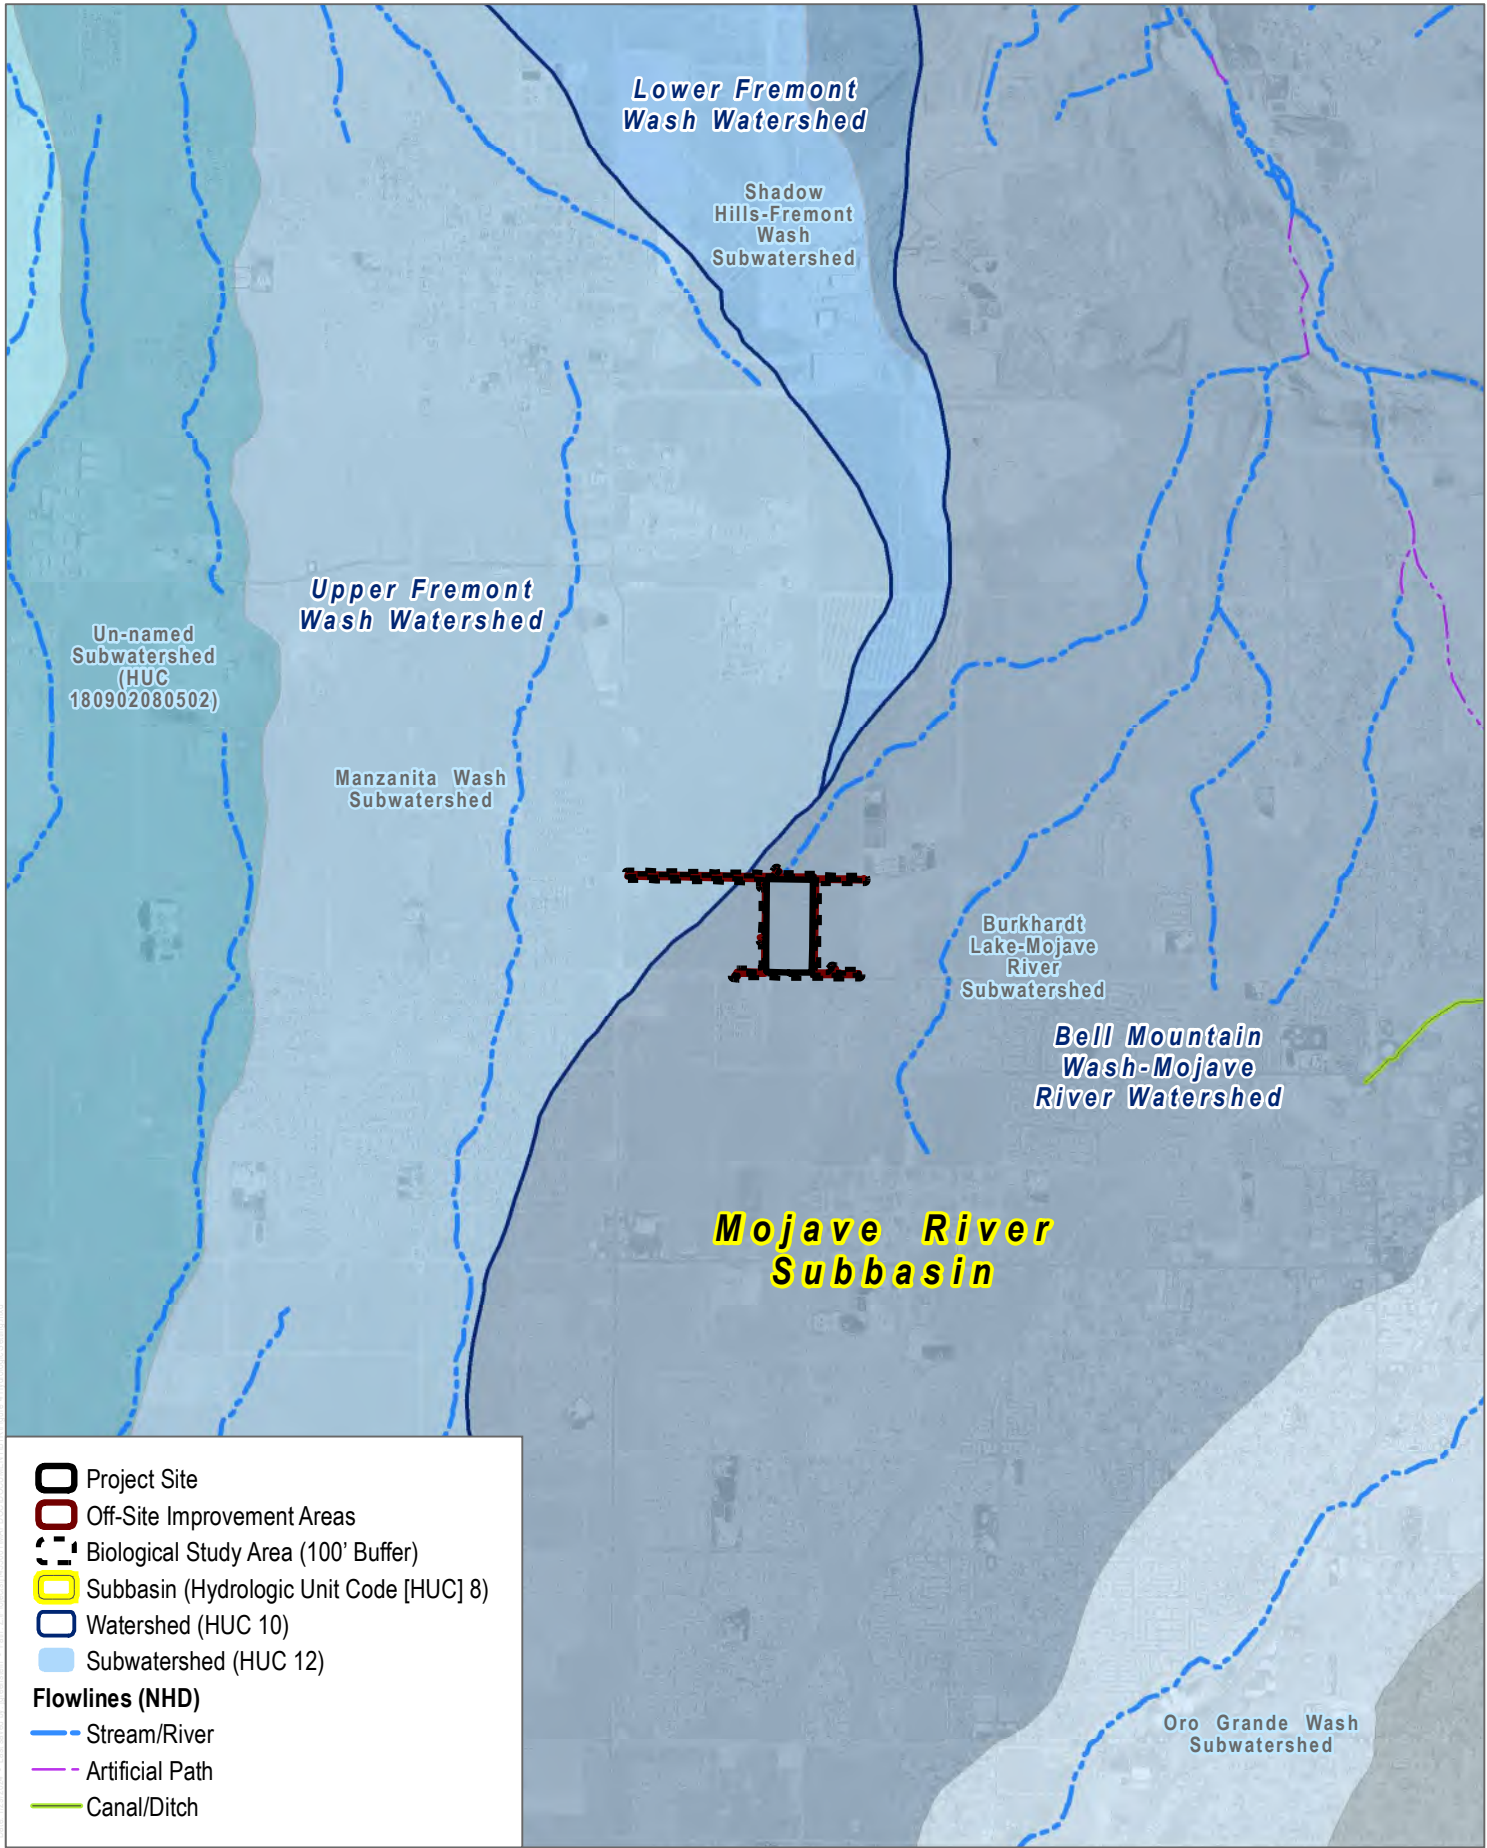 Lower Fremont
Wash Watershed
Shadow
Hills-Fremont
Wash
Subwatershed
Upper Fremont
Wash Watershed
Un-named
Subwatershed
(HUC
180902080502)
Manzanita Wash
Subwatershed
Burkhardt
Lake-Mojave
River
Subwatershed
Bell Mountain
Wash-Mojave
River Watershed
Mojave River
Subbasin
Oro Grande Wash
Subwatershed
Project Site
Off-Site Improvement Areas
Biological Study Area (100' Buffer)
Subbasin (Hydrologic Unit Code [HUC] 8)
Watershed (HUC 10)
Subwatershed (HUC 12)
Flowlines (NHD)
Stream/River
Artificial Path
Canal/Ditch